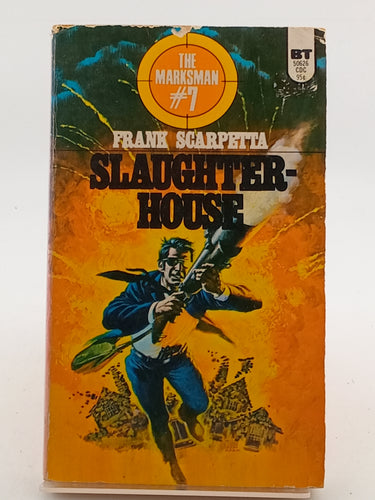 THE
MARKSMAN
#7
BT
50626
CDC
95¢
FRANK SCARPETTA
SLAUGHTER-
HOUSE